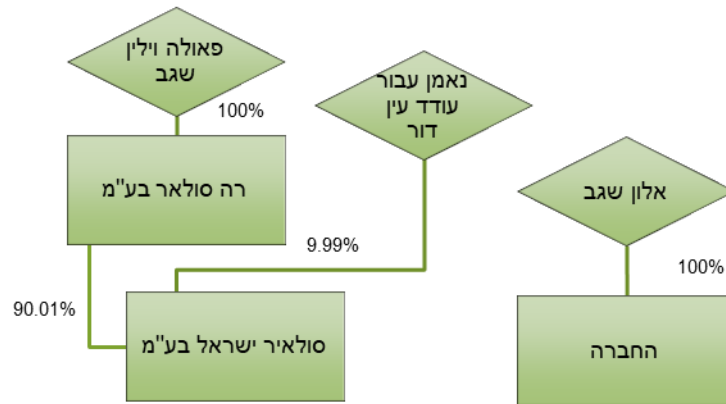 פאולה וילין
שגב
נאמן עבור
עודד עין
דור
100%
רה סולאר בע"מ
אלון שגב
9.99%
100%
90.01%
סולאיר ישראל בע"מ
החברה